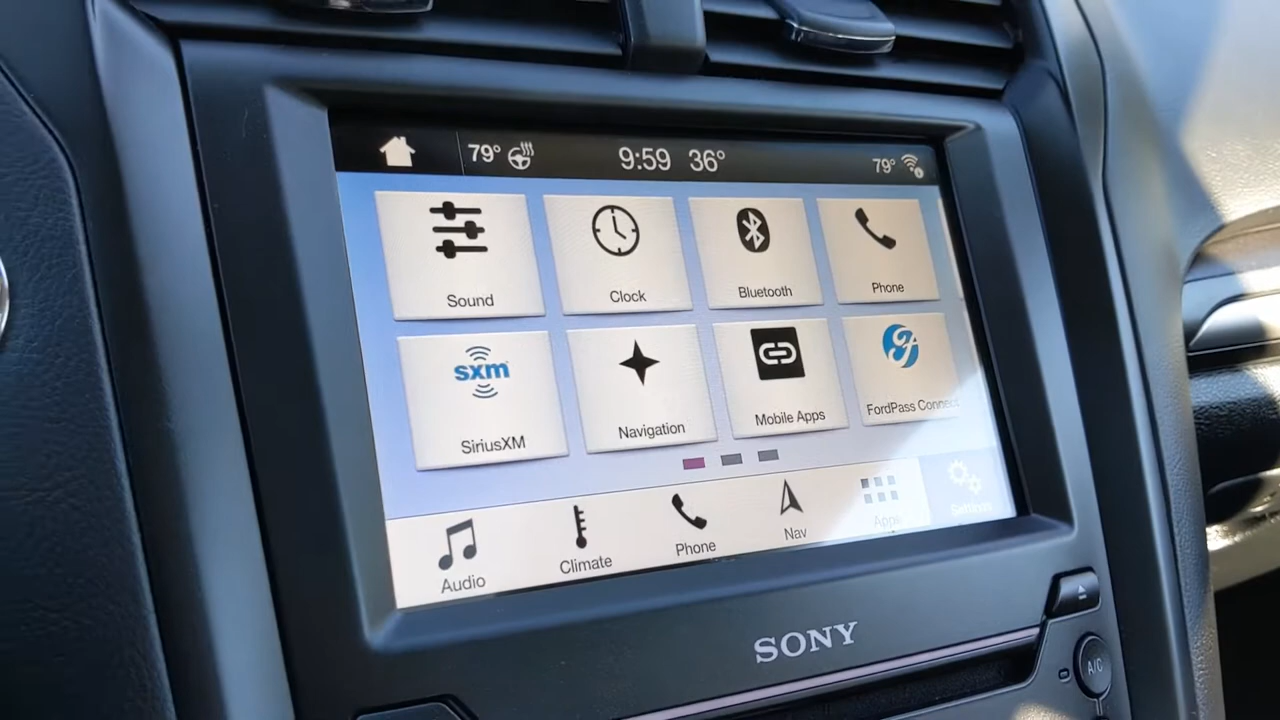 79° 9:59 36° 79°
Sound Clock Bluetooth Phone
sxm
SiriusXM Navigation Mobile Apps FordPass Connect
Audio Climate Phone Nav Apps Settings
SONY
A/C